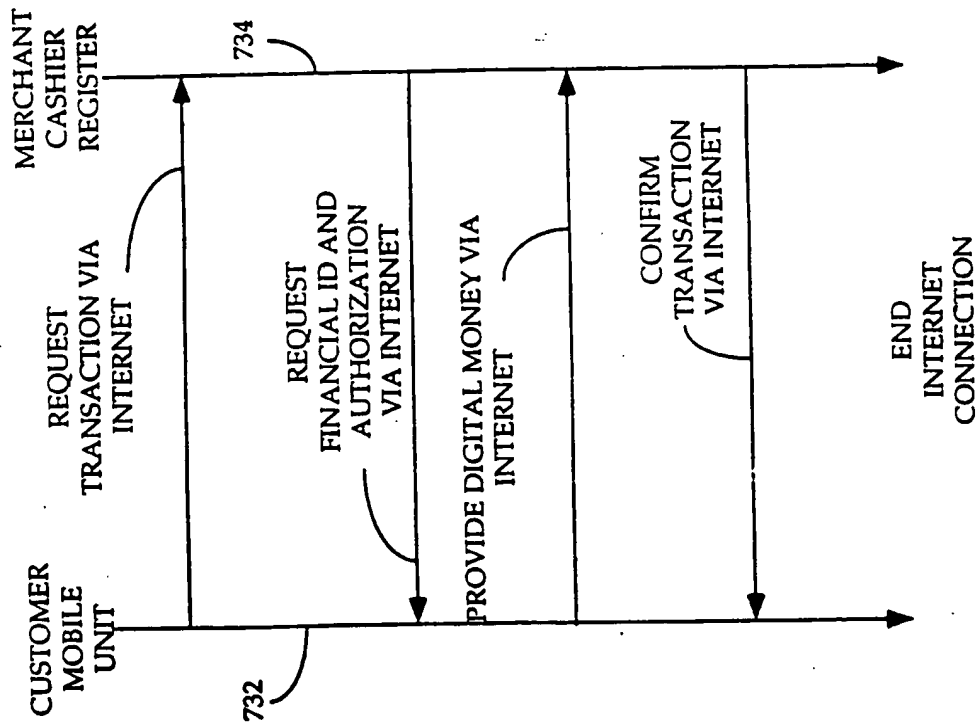 CUSTOMER
MOBILE
UNIT
MERCHANT
CASHIER
REGISTER
732
734
REQUEST
TRANSACTION VIA
INTERNET
REQUEST
FINANCIAL ID AND
AUTHORIZATION
VIA INTERNET
PROVIDE DIGITAL MONEY VIA
INTERNET
CONFIRM
TRANSACTION
VIA INTERNET
END
INTERNET
CONNECTION